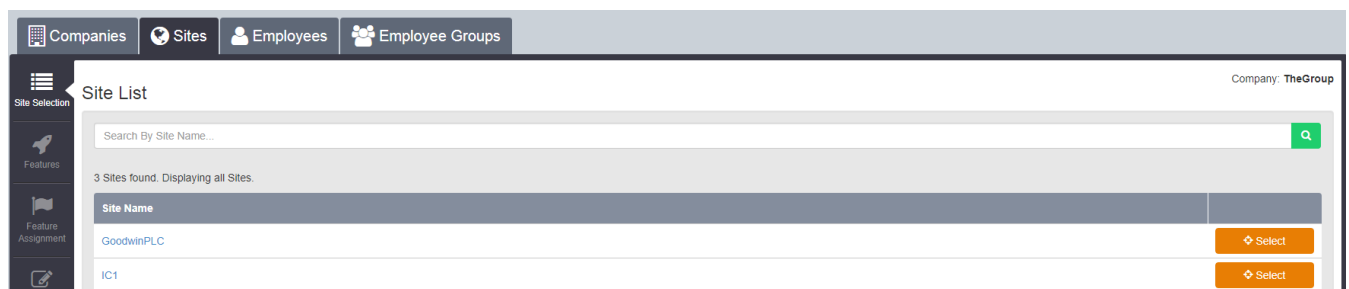 Companies
Sites
Employees
Employee Groups
Site Selection
Features
Feature
Assignment
Company: TheGroup
Site List
Search By Site Name...
3 Sites found. Displaying all Sites.
Site Name
GoodwinPLC
Select
IC1
Select